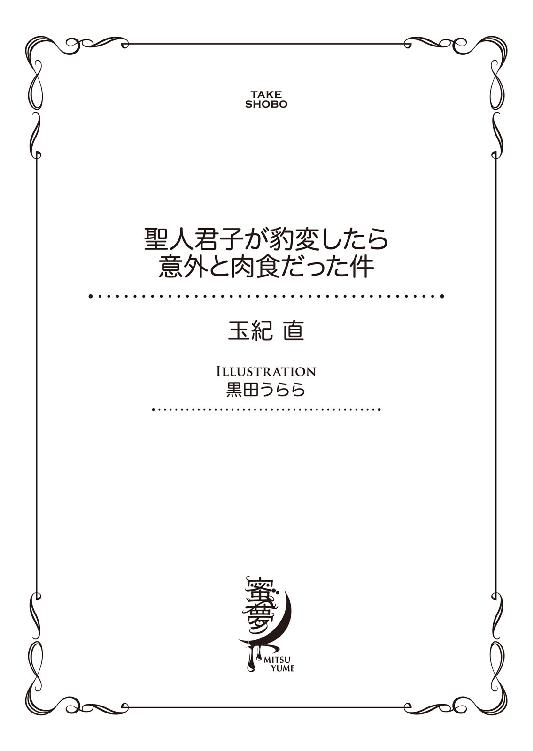 TAKE
SHOBO
聖人君子が豹変したら
意外と肉食だった件
玉紀 直
ILLUSTRATION
黒田うらら
蜜夢
MITSU
YUME